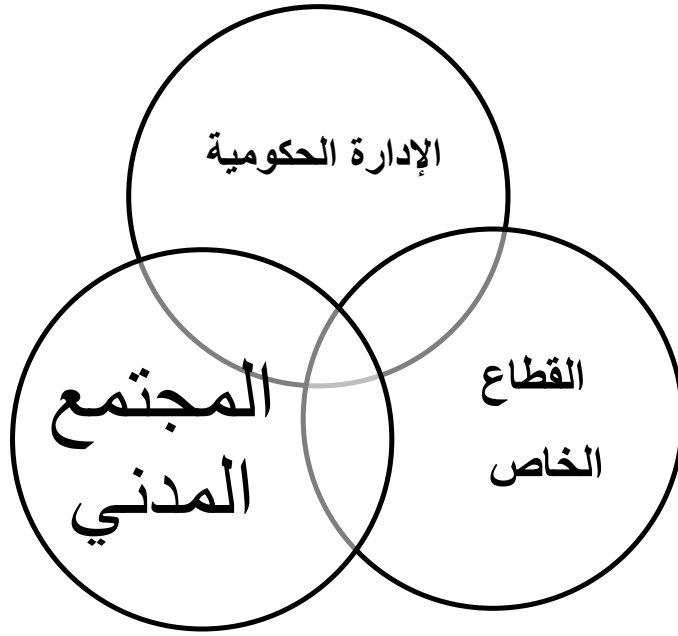 الإدارة الحكومية
القطاع
الخاص
المجتمع
المدني